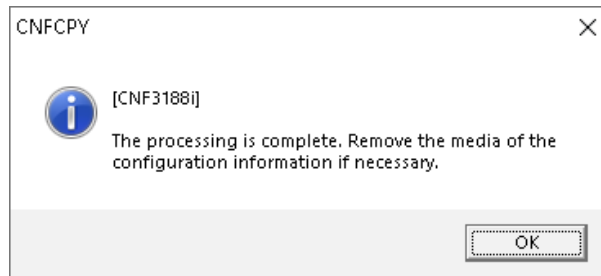 CNFCPY
[CNF3188i]
The processing is complete. Remove the media of the
configuration information if necessary.
OK